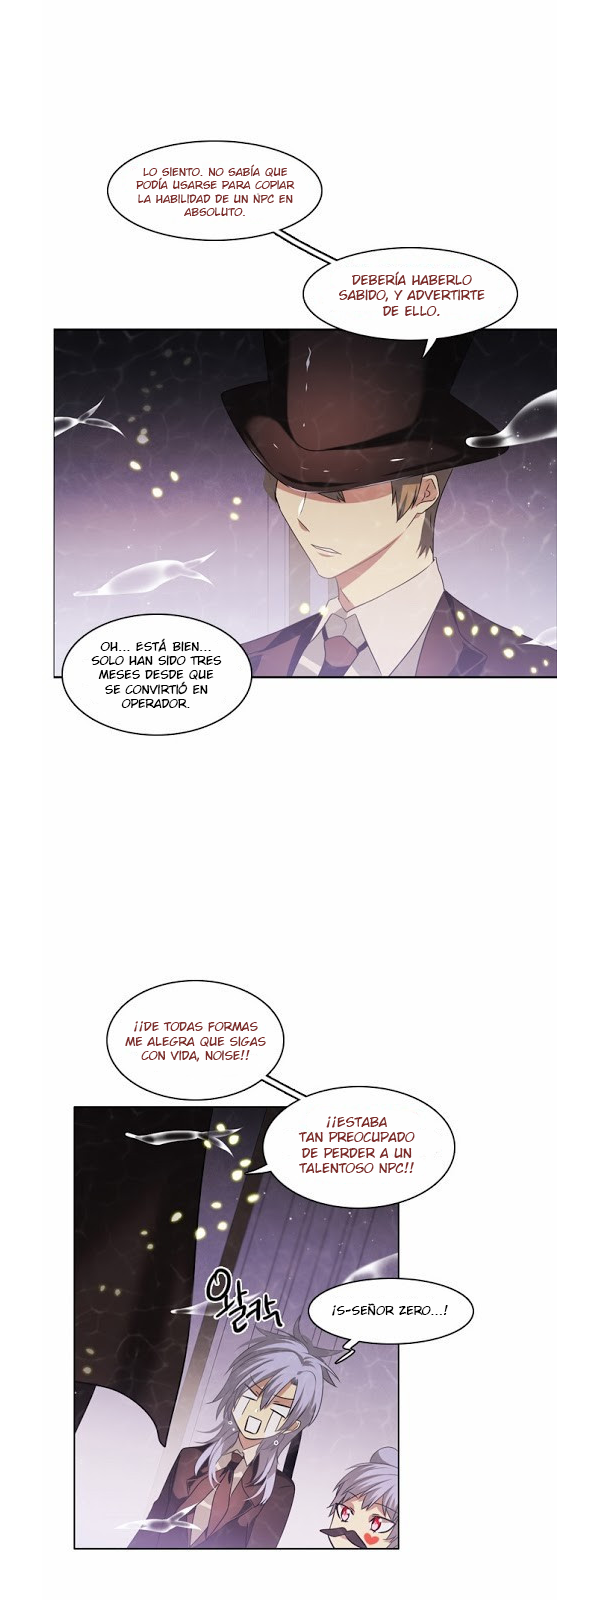 LO SIENTO. NO SABÍA QUE
PODÍA USARSE PARA COPIAR
LA HABILIDAD DE UN NPC EN
ABSOLUTO.
DEBERÍA HABERLO
SABIDO, Y ADVERTIRTE
DE ELLO.
OH... ESTÁ BIEN...
SOLO HAN SIDO TRES
MESES DESDE QUE
SE CONVIRTIÓ EN
OPERADOR.
¡¡DE TODAS FORMAS
ME ALEGRA QUE SIGAS
CON VIDA, NOISE!!
¡¡ESTABA
TAN PREOCUPADO
DE PERDER A UN
TALENTOSO NPC!!
¡S-SEÑOR ZERO...!
와락